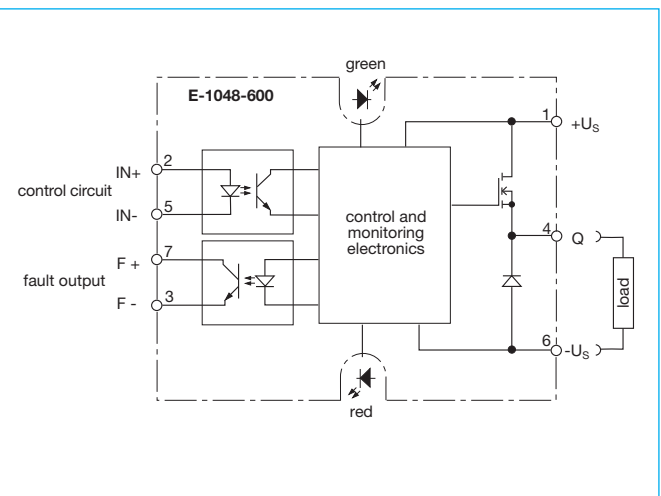 green
E-1048-600
1
+US
2
IN+
control circuit
IN-
5
control and
monitoring
electronics
4
Q
7
F +
fault output
F -
3
load
6
-US
red